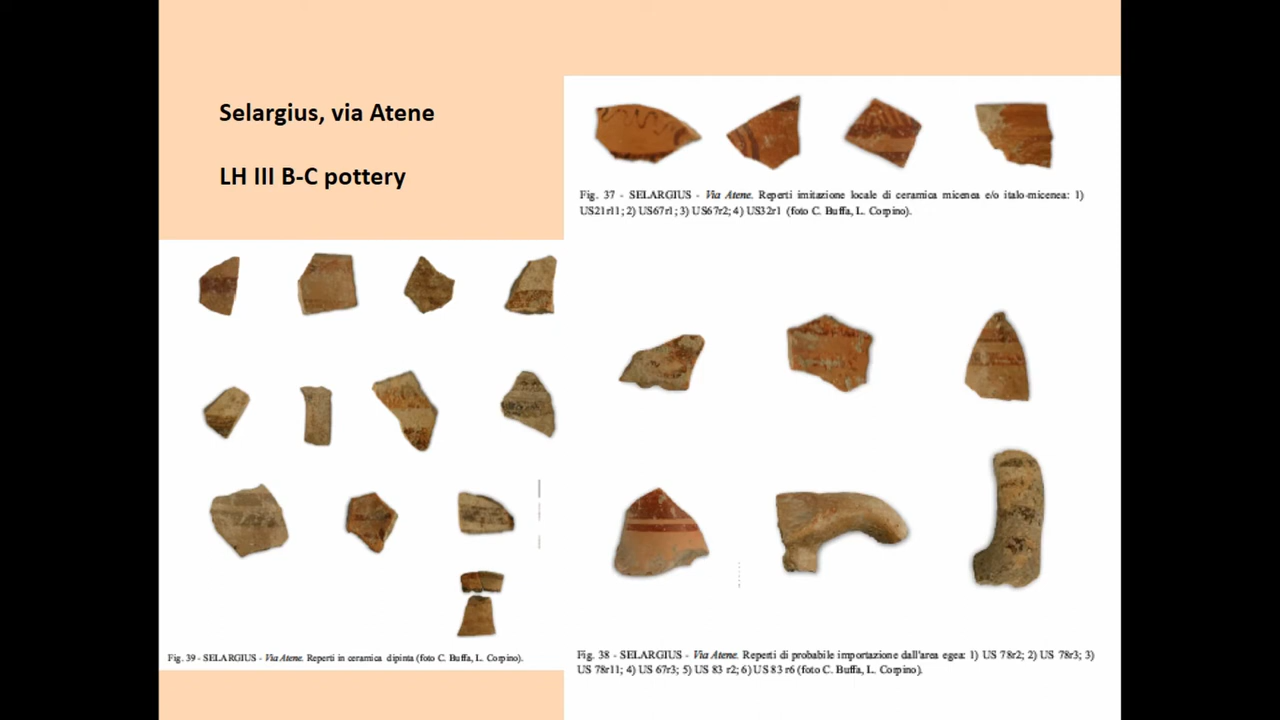 Selargius, via Atene
LH III B-C pottery
Fig. 37 - SELARGIUS - Via Atene. Reperti imitazione locale di ceramica micenea e/o italo-micenea: 1)
US21r11; 2) US67r1; 3) US67r2; 4) US32r1 (foto C. Buffa, L. Corpino).
Fig. 39 - SELARGIUS - Via Atene. Reperti in ceramica dipinta (foto C. Buffa, L. Corpino).
Fig. 38 - SELARGIUS - Via Atene. Reperti di probabile importazione dall'area egea: 1) US 78r2; 2) US 78r3; 3)
US 78r11; 4) US 67r3; 5) US 83 r2; 6) US 83 r6 (foto C. Buffa, L. Corpino).